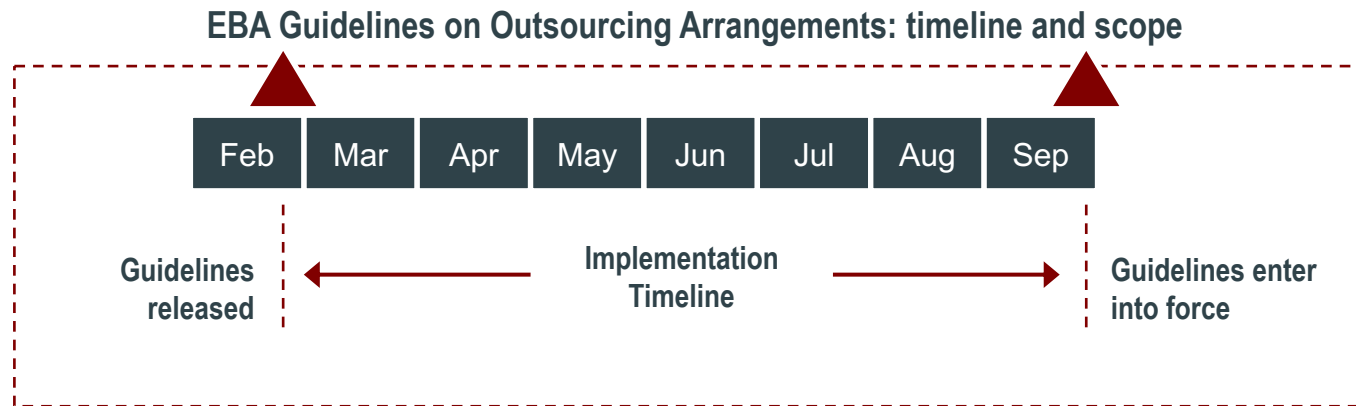 EBA Guidelines on Outsourcing Arrangements: timeline and scope
Feb Mar Apr May Jun Jul Aug Sep
Guidelines
released
Implementation
Timeline
Guidelines enter
into force